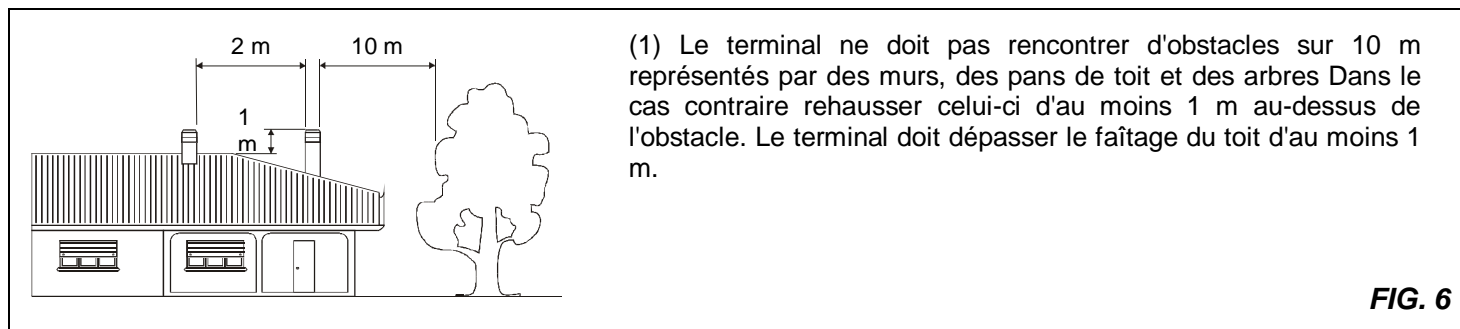 2 m
10 m
1
m
(1) Le terminal ne doit pas rencontrer d'obstacles sur 10 m
représentés par des murs, des pans de toit et des arbres Dans le
cas contraire rehausser celui-ci d'au moins 1 m au-dessus de
l'obstacle. Le terminal doit dépasser le faîtage du toit d'au moins 1
m.
FIG. 6